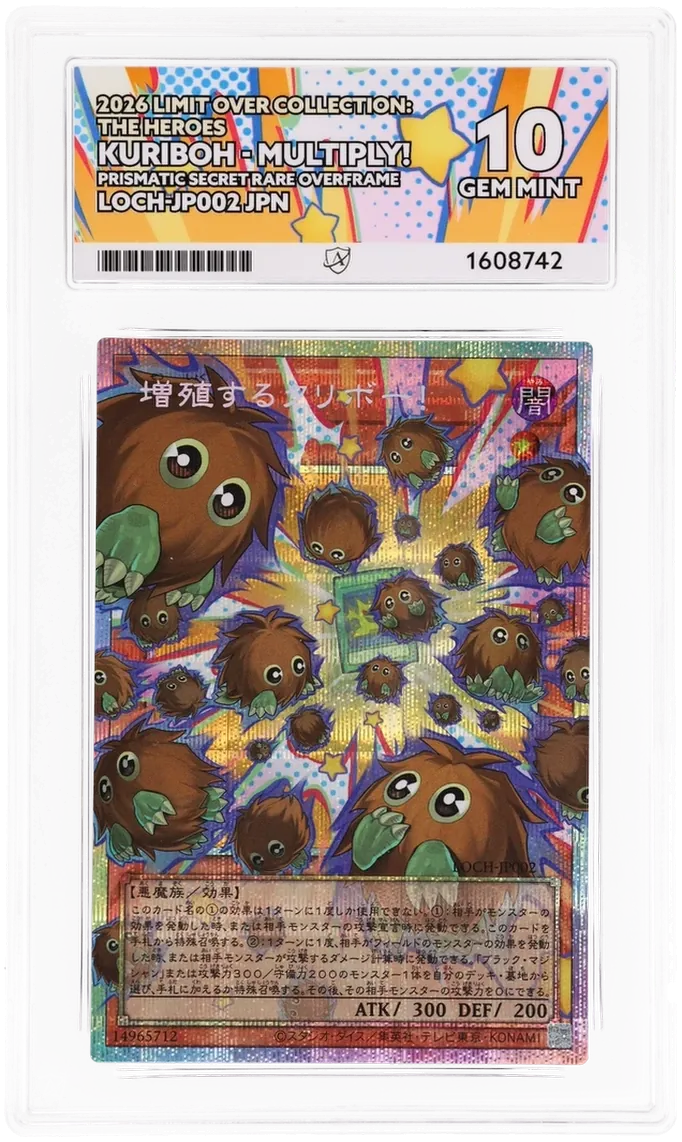 2026 LIMIT OVER COLLECTION:
THE HEROES
KURIBOH - MULTIPLY!
PRISMATIC SECRET RARE OVERFRAME
LOCH-JP002 JPN
10
GEM MINT
1608742
増殖するクリボー!
闇
LOCH-JP002
【悪魔族/効果】
このカード名の①の効果は1ターンに1度しか使用できない。①:相手がモンスターの
効果を発動した時、または相手モンスターの攻撃宣言時に発動できる。このカードを
手札から特殊召喚する。②:1ターンに1度、相手がフィールドのモンスターの効果を発動
した時、または相手モンスターが攻撃するダメージ計算時に発動できる。「ブラック・マジ
シャン」または攻撃力300/守備力200のモンスター1体を自分のデッキ・墓地から
選び、手札に加えるか特殊召喚する。その後、その相手モンスターの攻撃力を0にできる。
ATK/ 300 DEF/ 200
14965712
©スタジオ・ダイス/集英社・テレビ東京・KONAMI